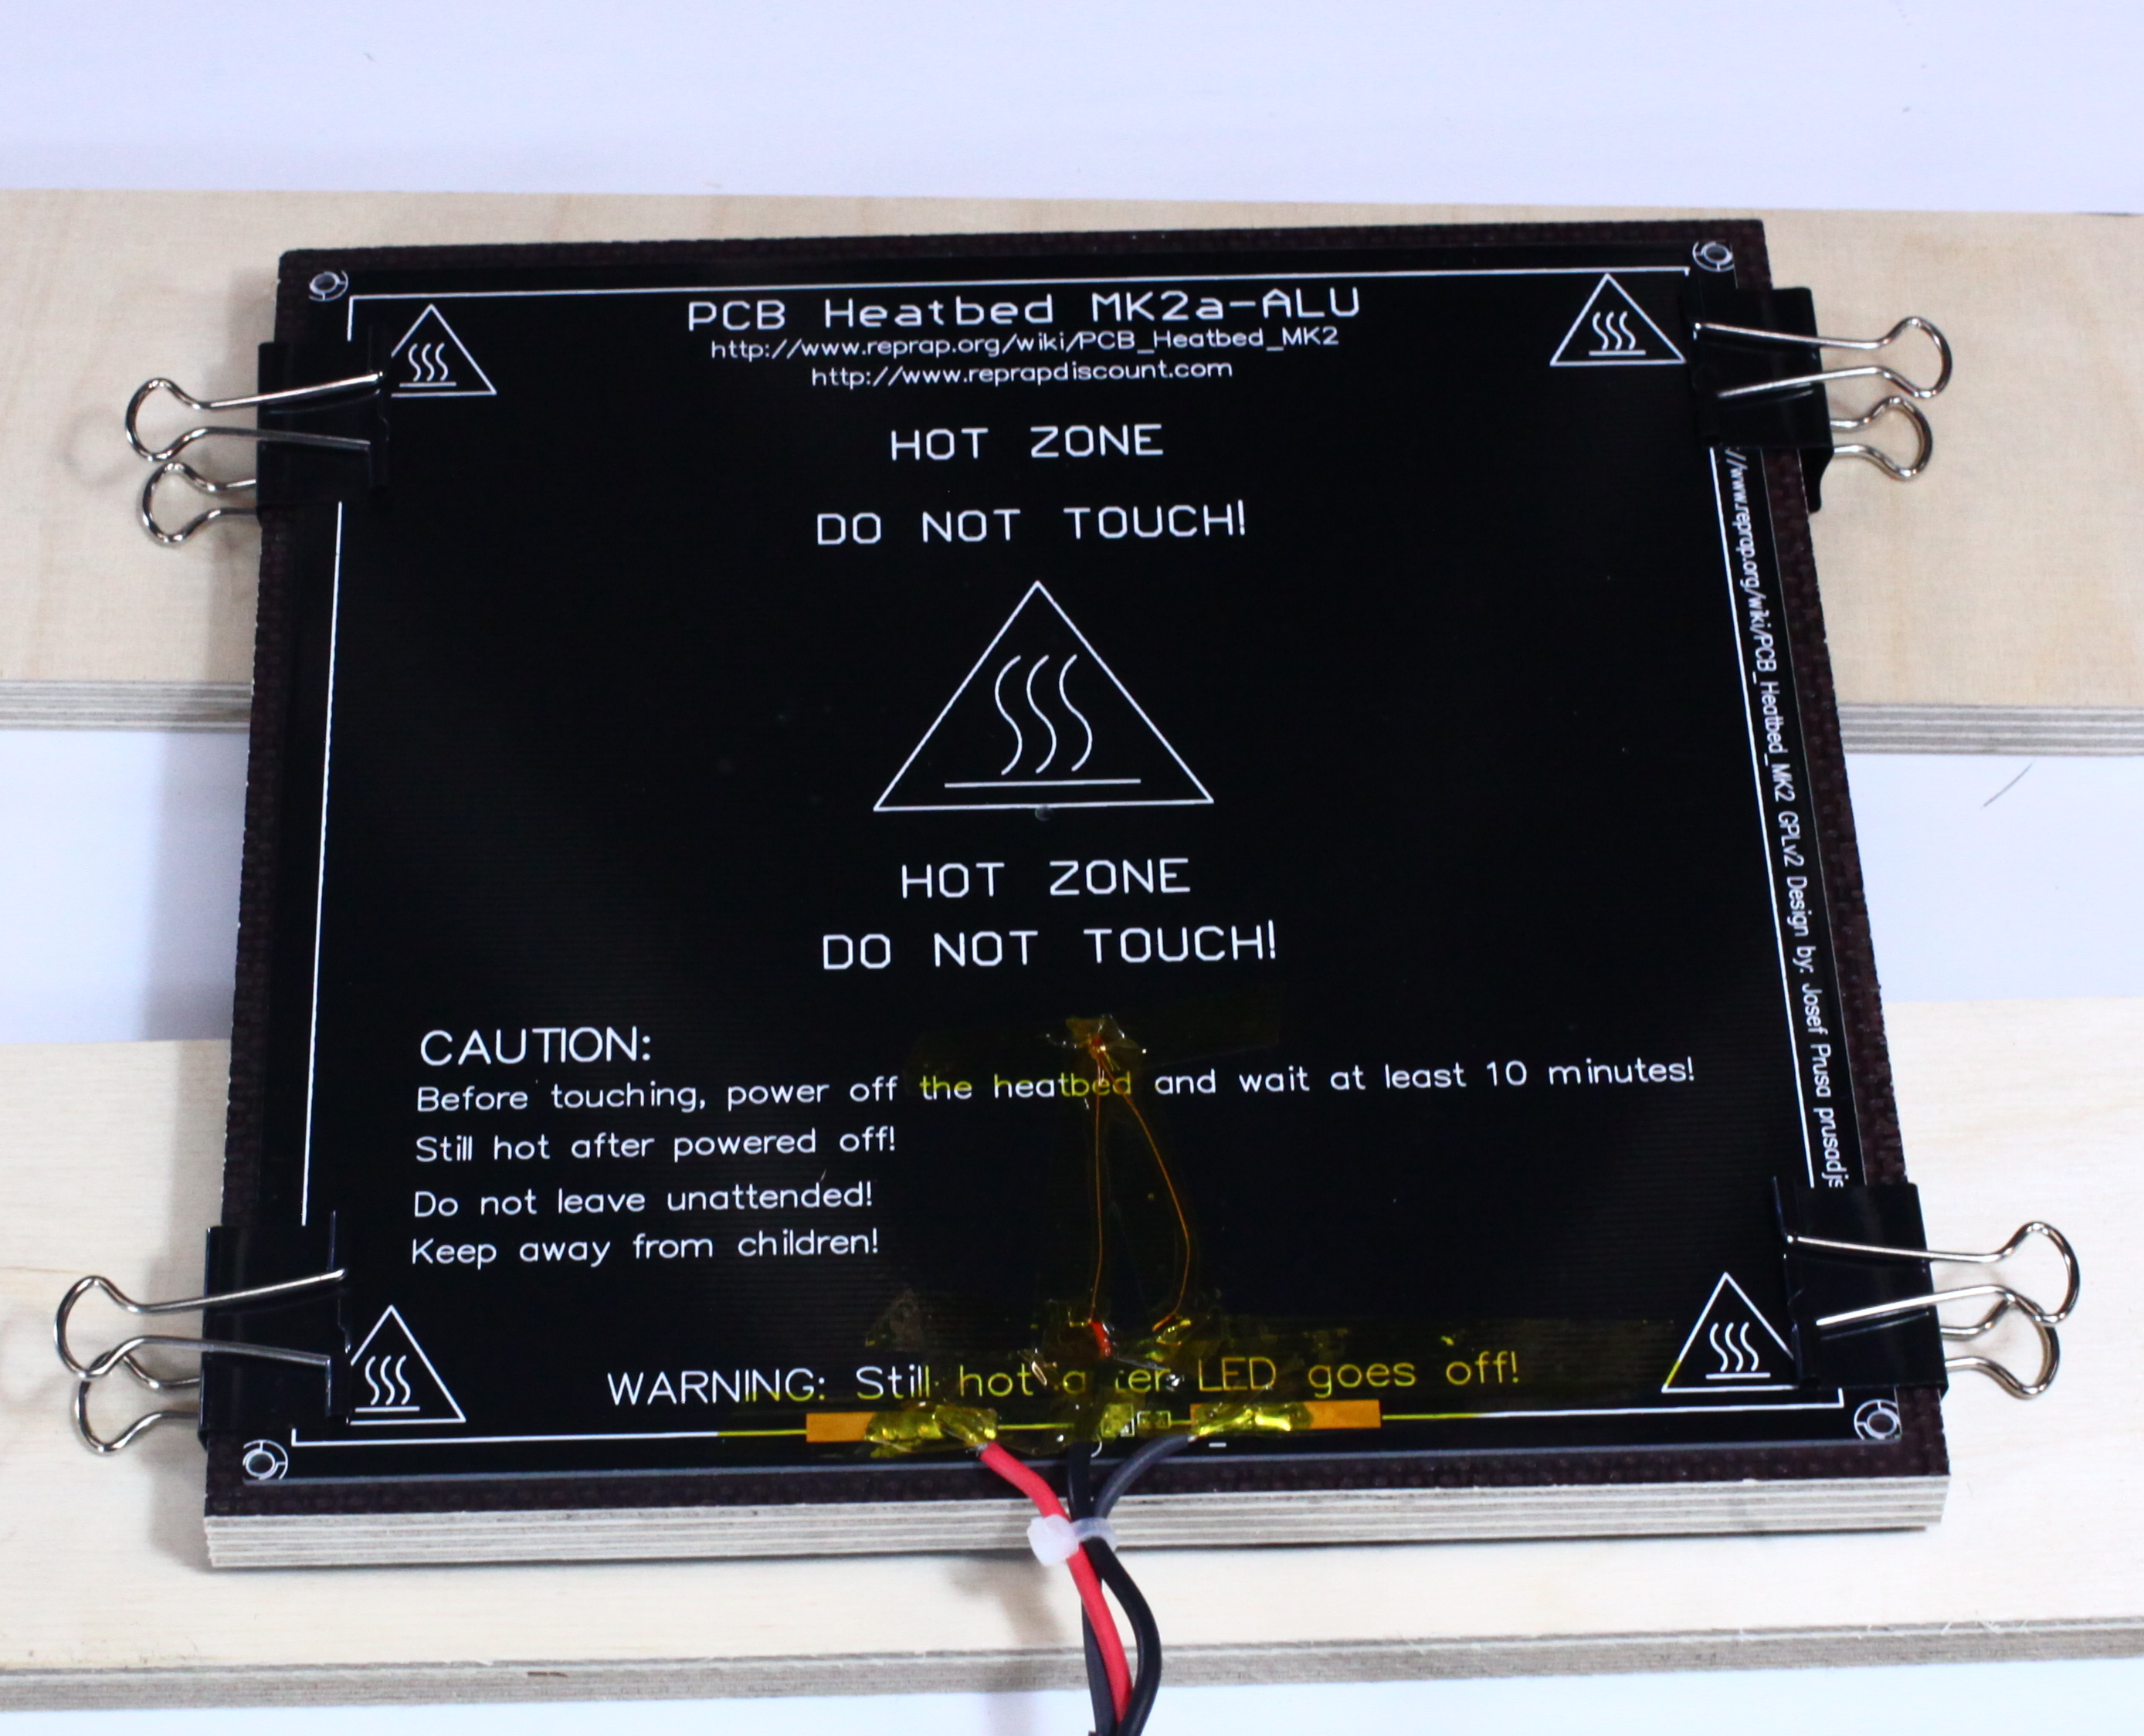 PCB Heatbed MK2a-ALU
http://www.reprap.org/wiki/PCB_Heatbed_MK2
http://www.reprapdiscount.com
HOT ZONE
DO NOT TOUCH!
HOT ZONE
DO NOT TOUCH!
CAUTION:
Before touching, power off the heatbed and wait at least 10 minutes!
Still hot after powered off!
Do not leave unattended!
Keep away from children!
WARNING: Still hot after LED goes off!
//www.reprap.org/wiki/PCB_Heatbed_MK2 GPLv2 Design by: Josef Prusa prusadjs